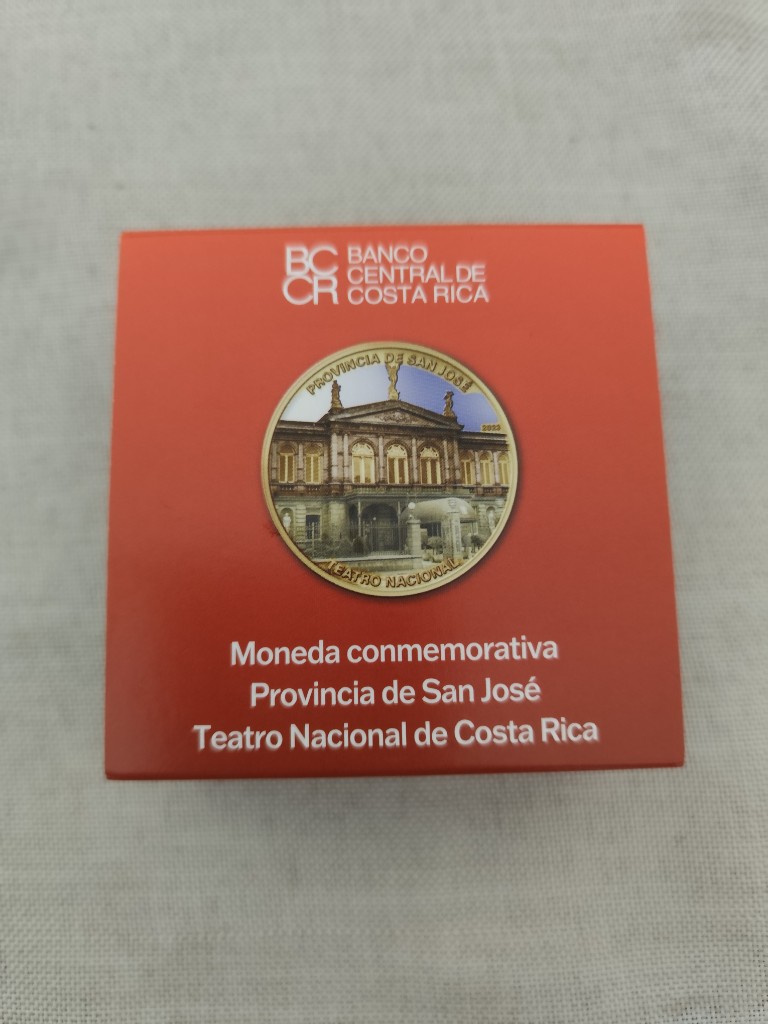 BC
CR
BANCO
CENTRAL DE
COSTA RICA
PROVINCIA DE SAN JOSÉ
2023
TEATRO NACIONAL
Moneda conmemorativa
Provincia de San José
Teatro Nacional de Costa Rica